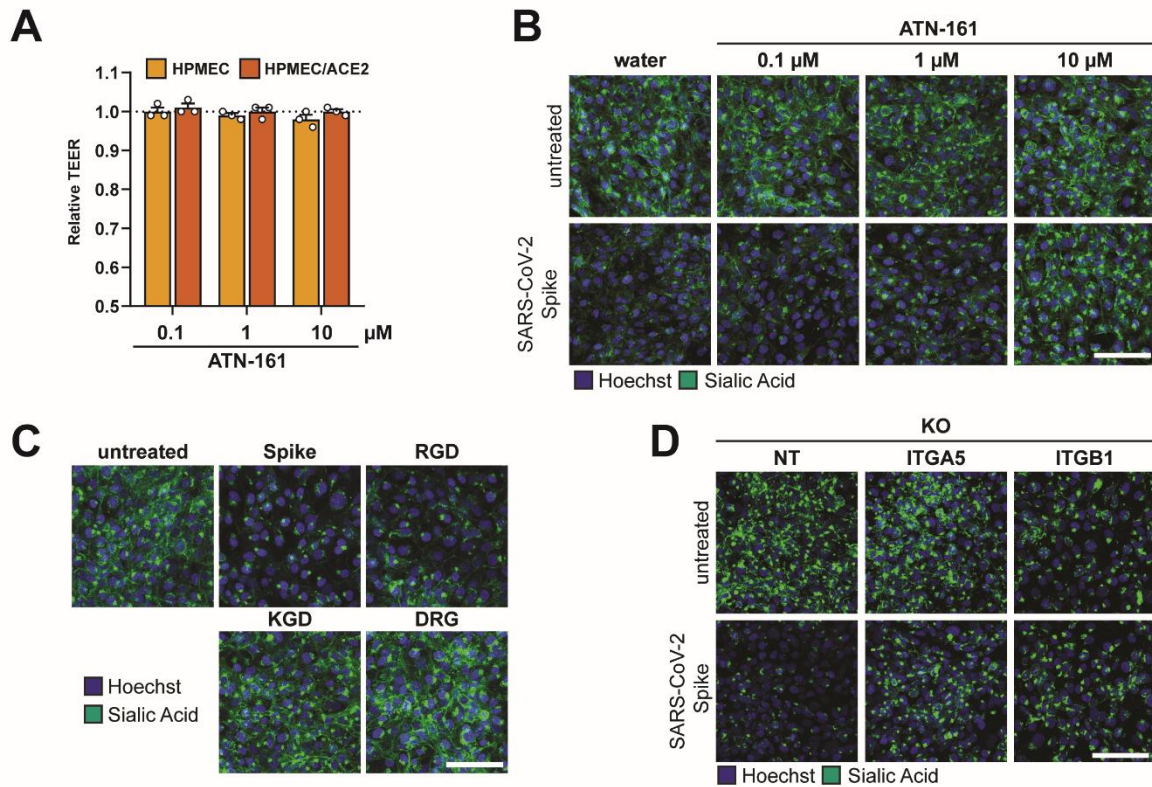 A
HPMEC HPMEC/ACE2
Relative TEER
1.1
1.0
0.9
0.8
0.7
0.6
0.5
0.1 1 10 µM
ATN-161
B
ATN-161
water 0.1 µM 1 µM 10 µM
untreated
SARS-CoV-2
Spike
Hoechst Sialic Acid
C
untreated Spike RGD
KGD DRG
Hoechst
Sialic Acid
D
KO
NT ITGA5 ITGB1
untreated
SARS-CoV-2
Spike
Hoechst Sialic Acid